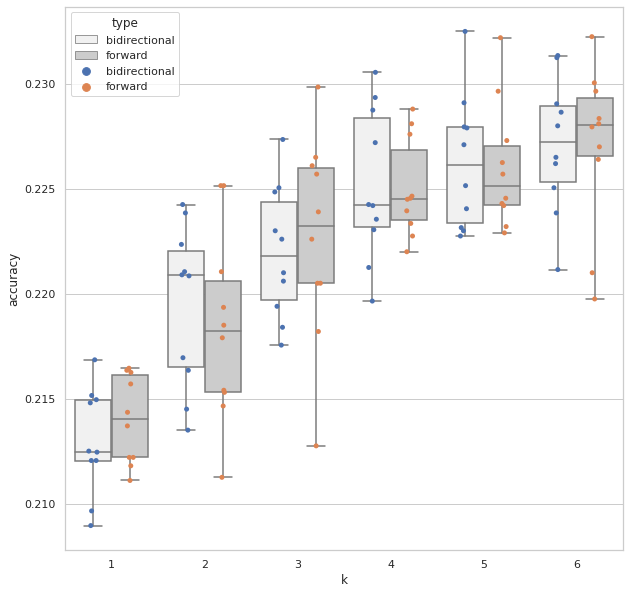 type
bidirectional
forward
bidirectional
forward
0.230
0.225
0.220
0.215
0.210
accuracy
1 2 3 4 5 6
k